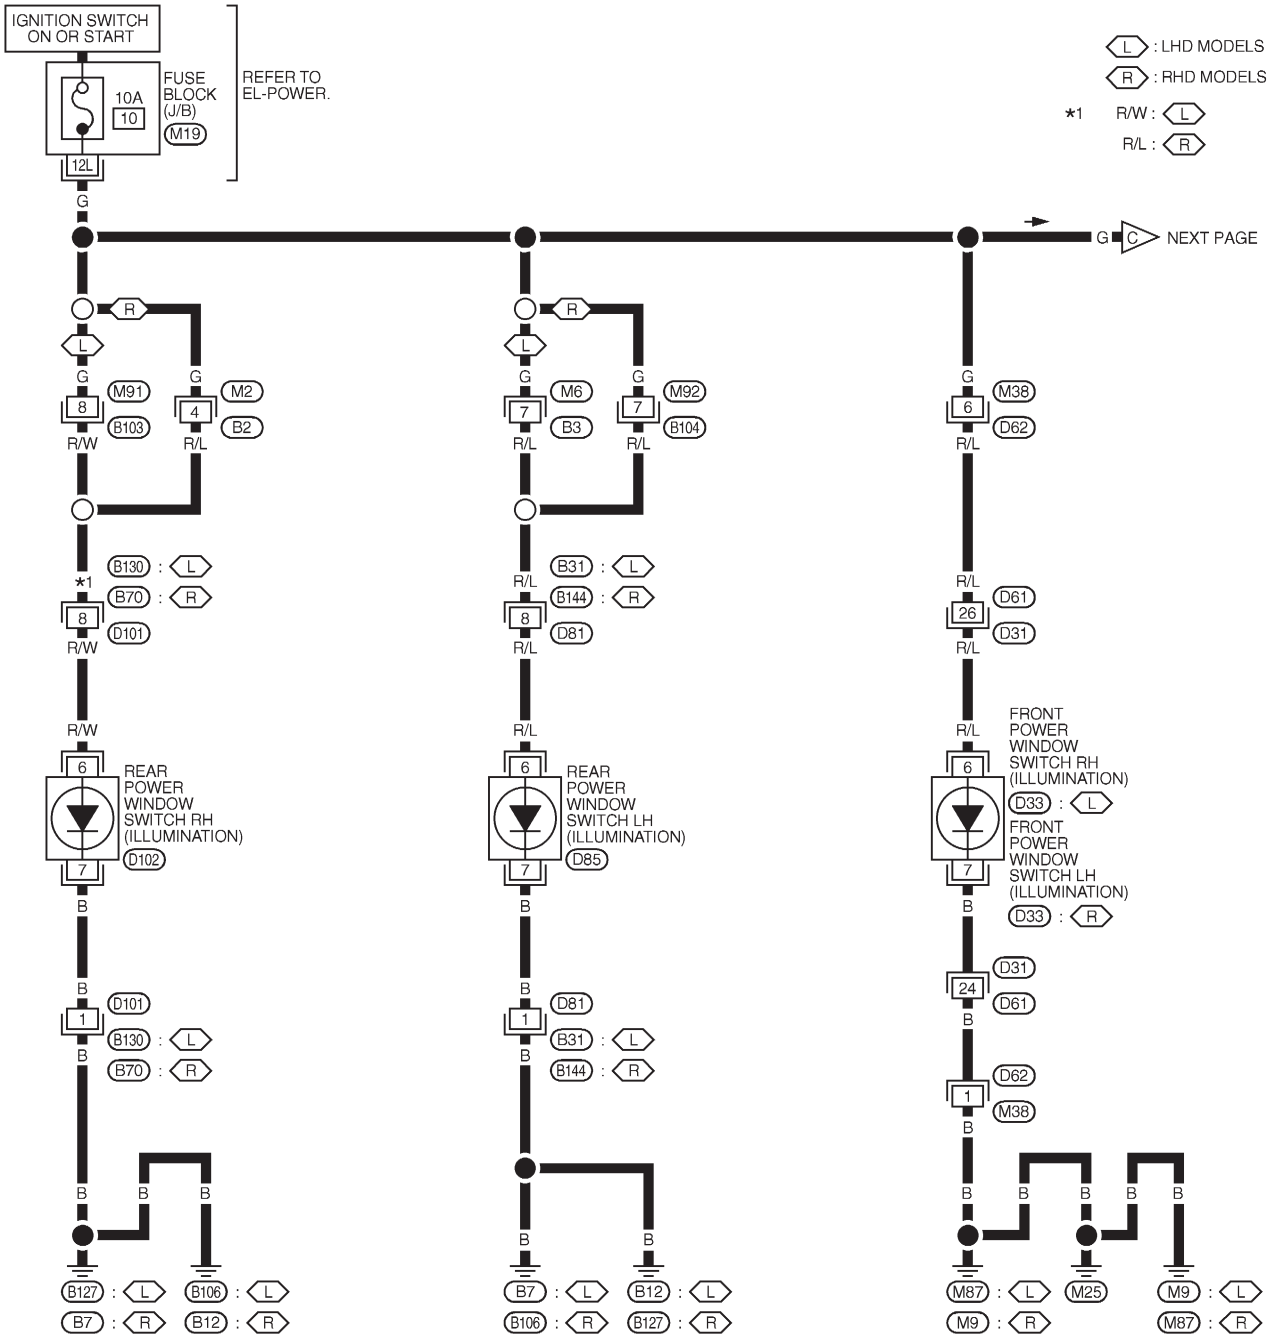 IGNITION SWITCH
ON OR START
FUSE
BLOCK
(J/B)
M19
10A
10
12L
REFER TO
EL-POWER.
L : LHD MODELS
R : RHD MODELS
*1 R/W : L
R/L : R
G
G C NEXT PAGE
R
R
L
L
G G G G G
8 M91 4 M2 7 M6 7 M92 6 M38
B103 B2 B3 B104 D62
R/W R/L R/L R/L R/L
B130 : L
B31 : L
*1 R/L R/L
B70 : R
B144 : R
D61
8 8 26
D101 D81 D31
R/W R/L R/L
R/W R/L R/L
6 6 6
REAR
POWER
WINDOW
SWITCH RH
(ILLUMINATION)
D102
7
REAR
POWER
WINDOW
SWITCH LH
(ILLUMINATION)
D85
7
FRONT
POWER
WINDOW
SWITCH RH
(ILLUMINATION)
D33 : L
FRONT
POWER
WINDOW
SWITCH LH
(ILLUMINATION)
D33 : R
7
B B B
D31
24
D61
B B B
D101 D81
1 1
B130 : L
B31 : L
B B
B70 : R
B144 : R
D62
1
M38
B
B B B B B B B B
B B
B127 : L B106 : L B7 : L B12 : L M87 : L M25 M9 : L
B7 : R B12 : R B106 : R B127 : R M9 : R M87 : R